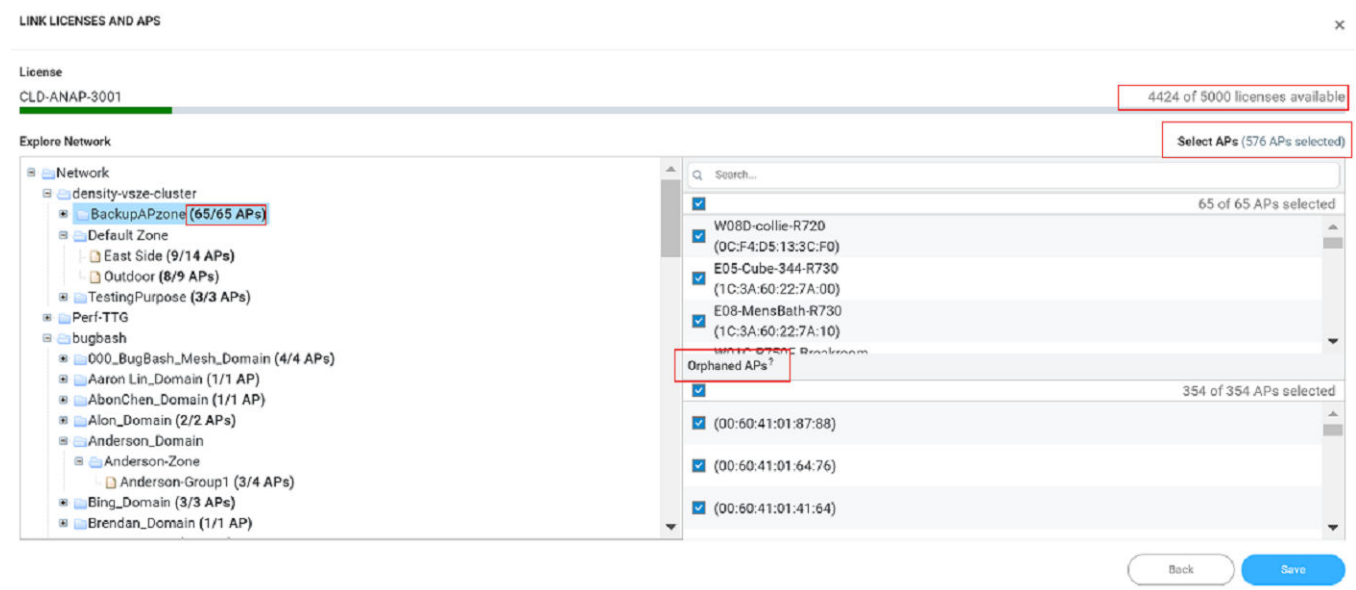 LINK LICENSES AND APS
×
License
CLD-ANAP-3001
4424 of 5000 licenses available
Explore Network
Select APs (576 APs selected)
Network
density-vsze-cluster
BackupAPzone (65/65 APs)
Default Zone
East Side (9/14 APs)
Outdoor (8/9 APs)
TestingPurpose (3/3 APs)
Perf-TTG
bugbash
000_BugBash_Mesh_Domain (4/4 APs)
Aaron Lin_Domain (1/1 AP)
AbonChen_Domain (1/1 AP)
Alon_Domain (2/2 APs)
Anderson_Domain
Anderson-Zone
Anderson-Group1 (3/4 APs)
Bing_Domain (3/3 APs)
Brendan_Domain (1/1 AP)
Search...
65 of 65 APs selected
W08D-collie-R720
(0C:F4:D5:13:3C:F0)
E05-Cube-344-R730
(1C:3A:60:22:7A:00)
E08-MensBath-R730
(1C:3A:60:22:7A:10)
Orphaned APs ?
354 of 354 APs selected
(00:60:41:01:87:88)
(00:60:41:01:64:76)
(00:60:41:01:41:64)
Back
Save